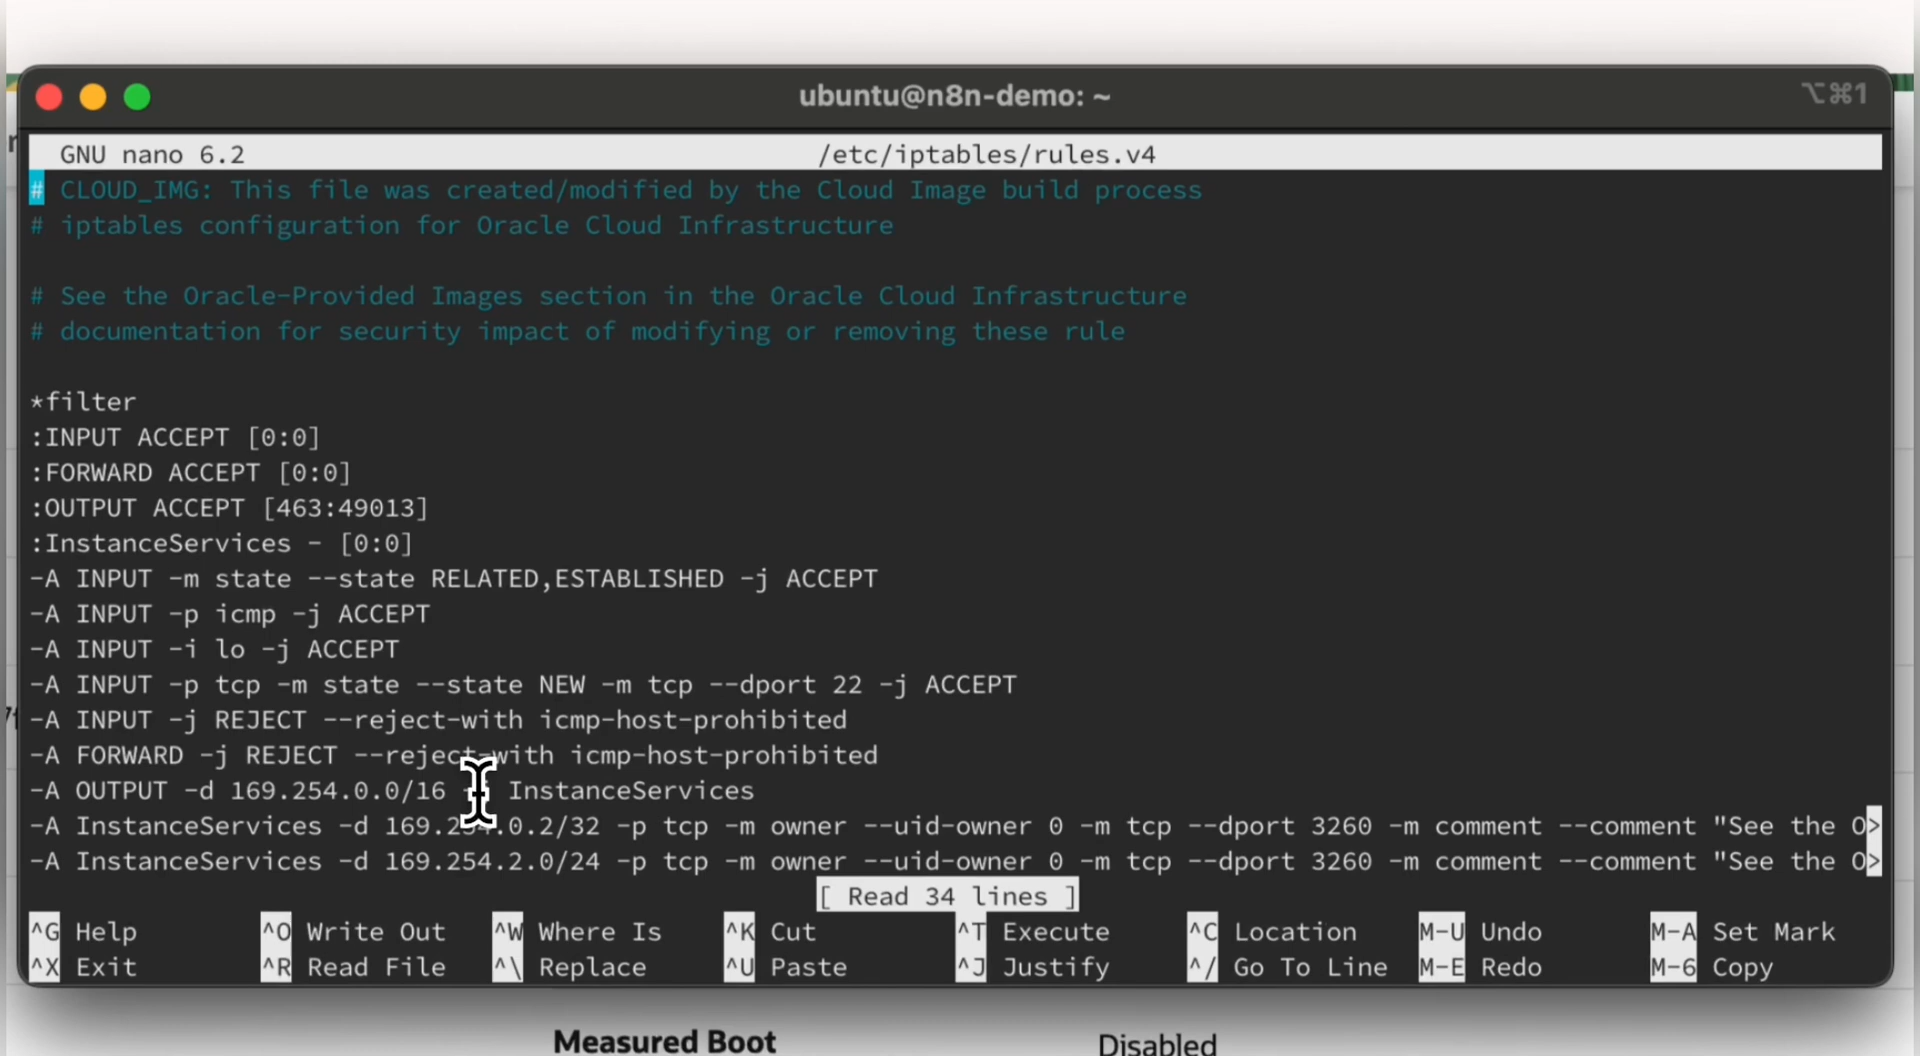 ubuntu@n8n-demo: ~
⌥⌘1
GNU nano 6.2 /etc/iptables/rules.v4
# CLOUD_IMG: This file was created/modified by the Cloud Image build process
# iptables configuration for Oracle Cloud Infrastructure
# See the Oracle-Provided Images section in the Oracle Cloud Infrastructure
# documentation for security impact of modifying or removing these rule
*filter
:INPUT ACCEPT [0:0]
:FORWARD ACCEPT [0:0]
:OUTPUT ACCEPT [463:49013]
:InstanceServices - [0:0]
-A INPUT -m state --state RELATED,ESTABLISHED -j ACCEPT
-A INPUT -p icmp -j ACCEPT
-A INPUT -i lo -j ACCEPT
-A INPUT -p tcp -m state --state NEW -m tcp --dport 22 -j ACCEPT
-A INPUT -j REJECT --reject-with icmp-host-prohibited
-A FORWARD -j REJECT --reject-with icmp-host-prohibited
-A OUTPUT -d 169.254.0.0/16 InstanceServices
-A InstanceServices -d 169.254.0.2/32 -p tcp -m owner --uid-owner 0 -m tcp --dport 3260 -m comment --comment "See the O>
-A InstanceServices -d 169.254.2.0/24 -p tcp -m owner --uid-owner 0 -m tcp --dport 3260 -m comment --comment "See the O>
[ Read 34 lines ]
^G Help ^O Write Out ^W Where Is ^K Cut ^T Execute ^C Location M-U Undo M-A Set Mark
^X Exit ^R Read File ^\ Replace ^U Paste ^J Justify ^/ Go To Line M-E Redo M-6 Copy
Measured Boot Disabled